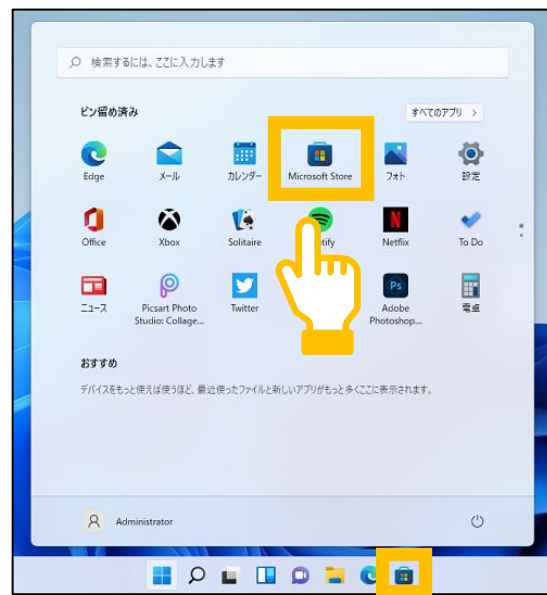 検索するには、ここに入力します
ピン留め済み
すべてのアプリ >
Edge
メール
カレンダー
Microsoft Store
フォト
設定
Office
Xbox
Solitaire
tify
Netflix
To Do
ニュース
Picsart Photo
Studio: Collage...
Twitter
Ps
Adobe
Photoshop...
電卓
おすすめ
デバイスをもっと使えば使うほど、最近使ったファイルと新しいアプリがもっと多くここに表示されます。
Administrator